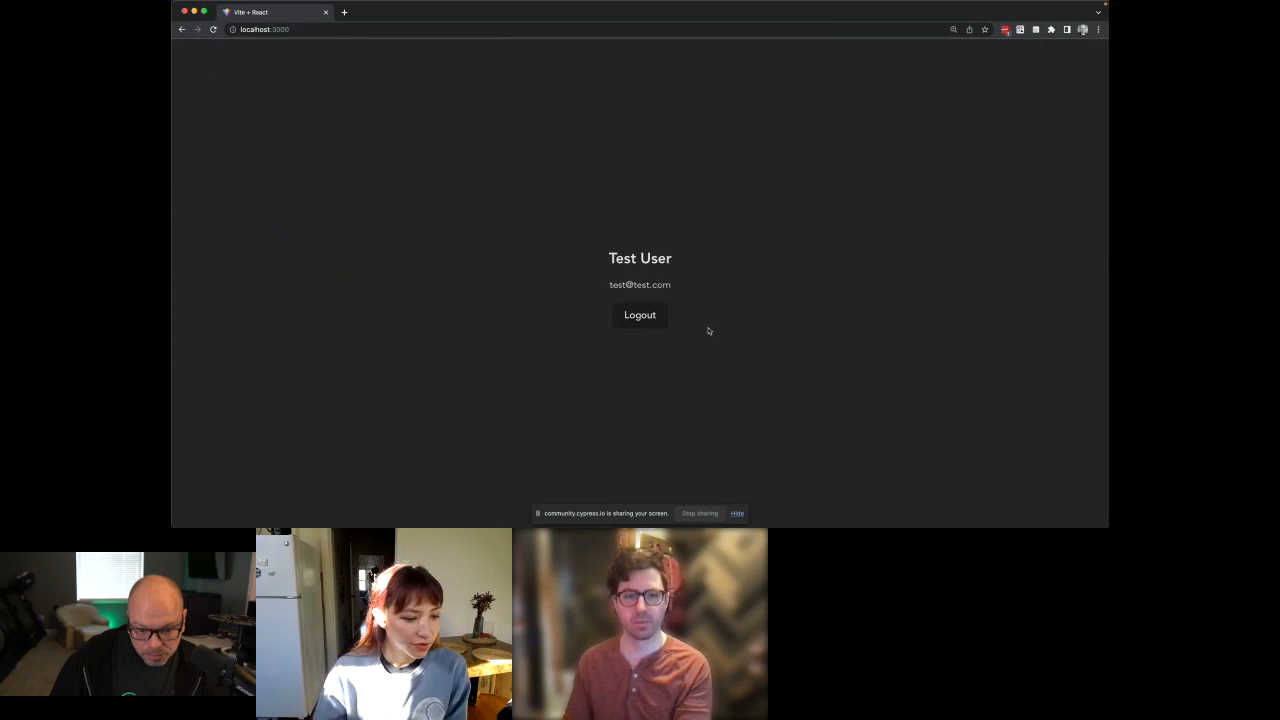 Vite + React
localhost:3000
Test User
test@test.com
Logout
community.cypress.io is sharing your screen.
Stop sharing
Hide